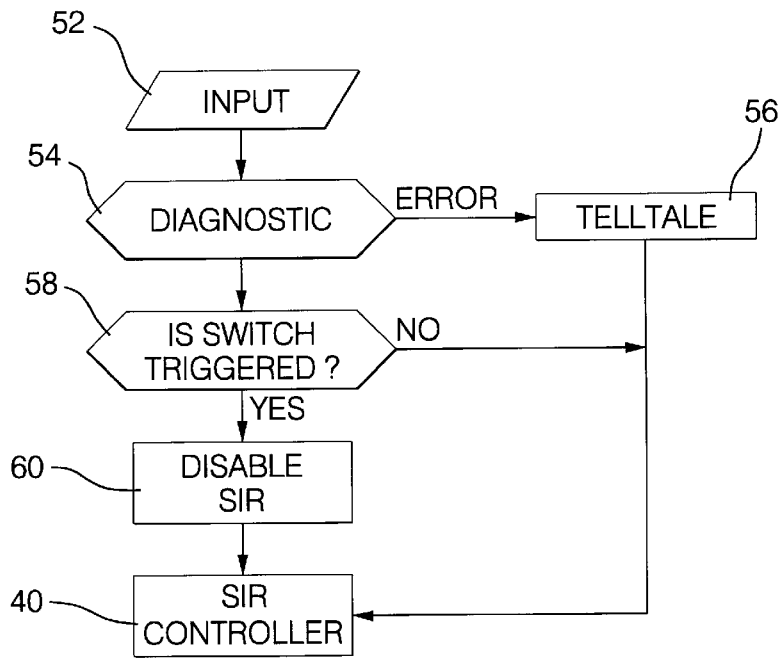 52
INPUT
54
DIAGNOSTIC
ERROR
56
TELLTALE
58
IS SWITCH
TRIGGERED ?
NO
YES
60
DISABLE
SIR
40
SIR
CONTROLLER